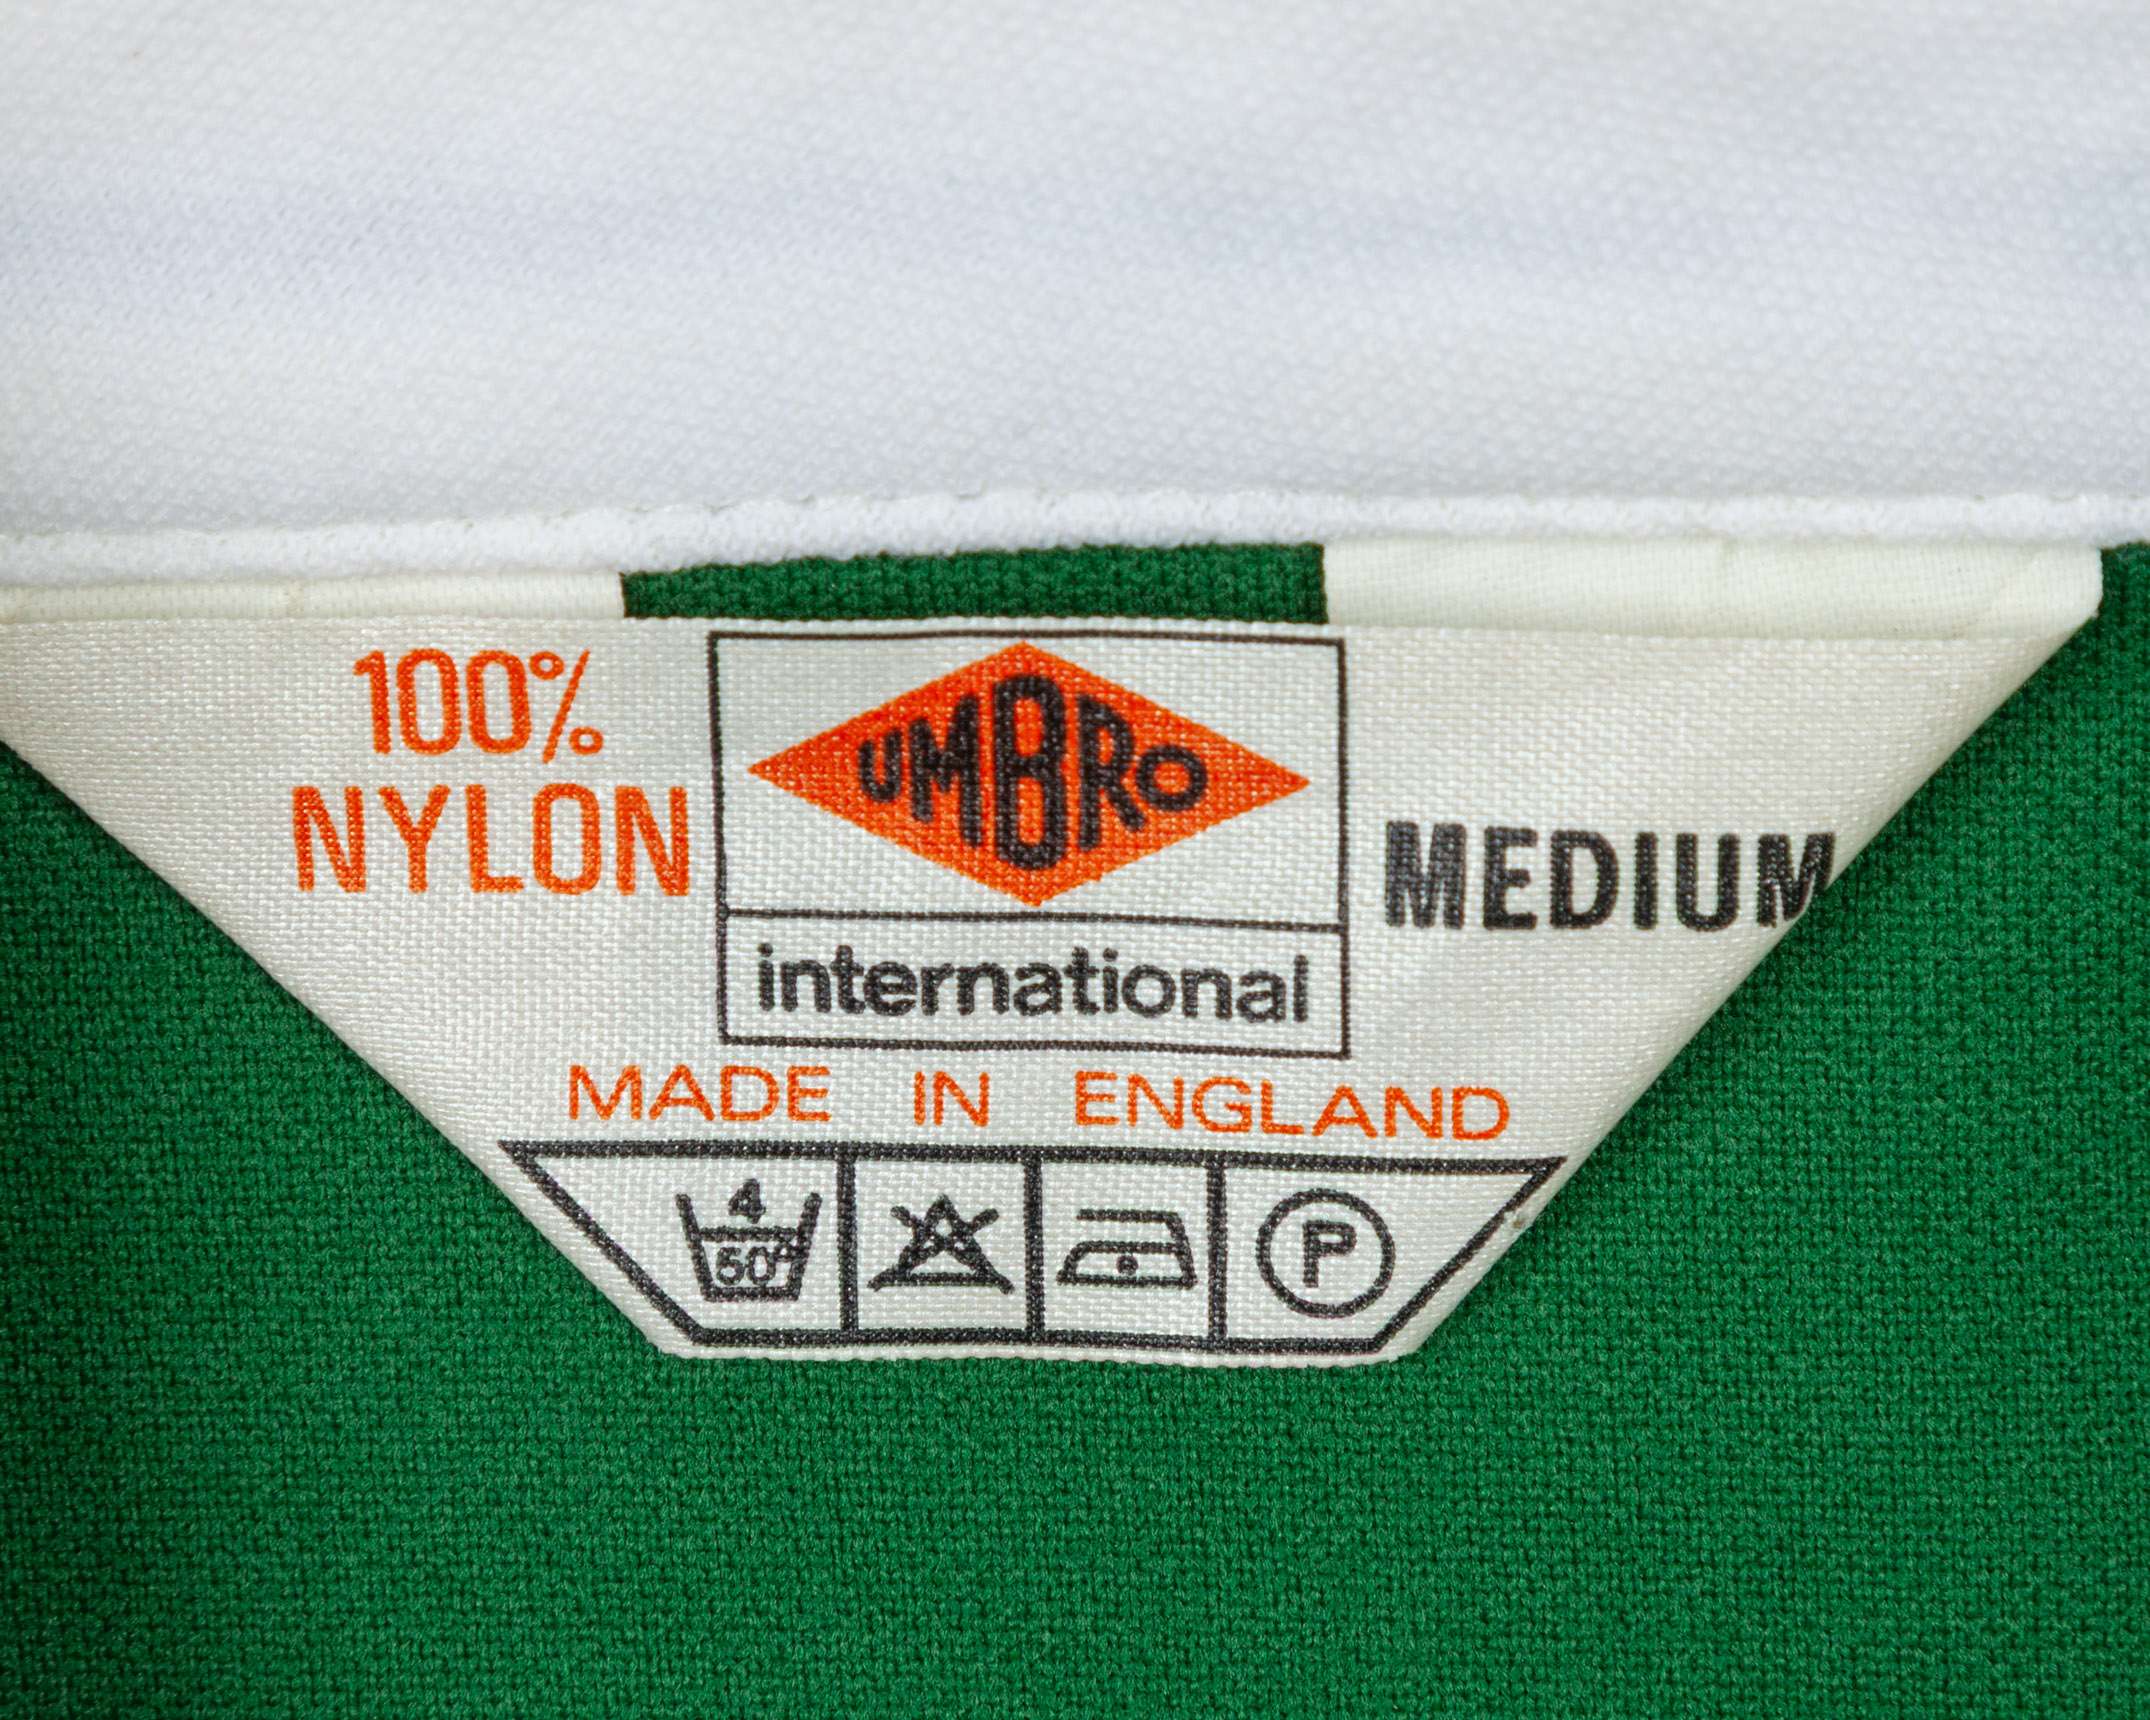 100%
NYLON
UMBRO
international
MEDIUM
MADE IN ENGLAND
4
50°
P